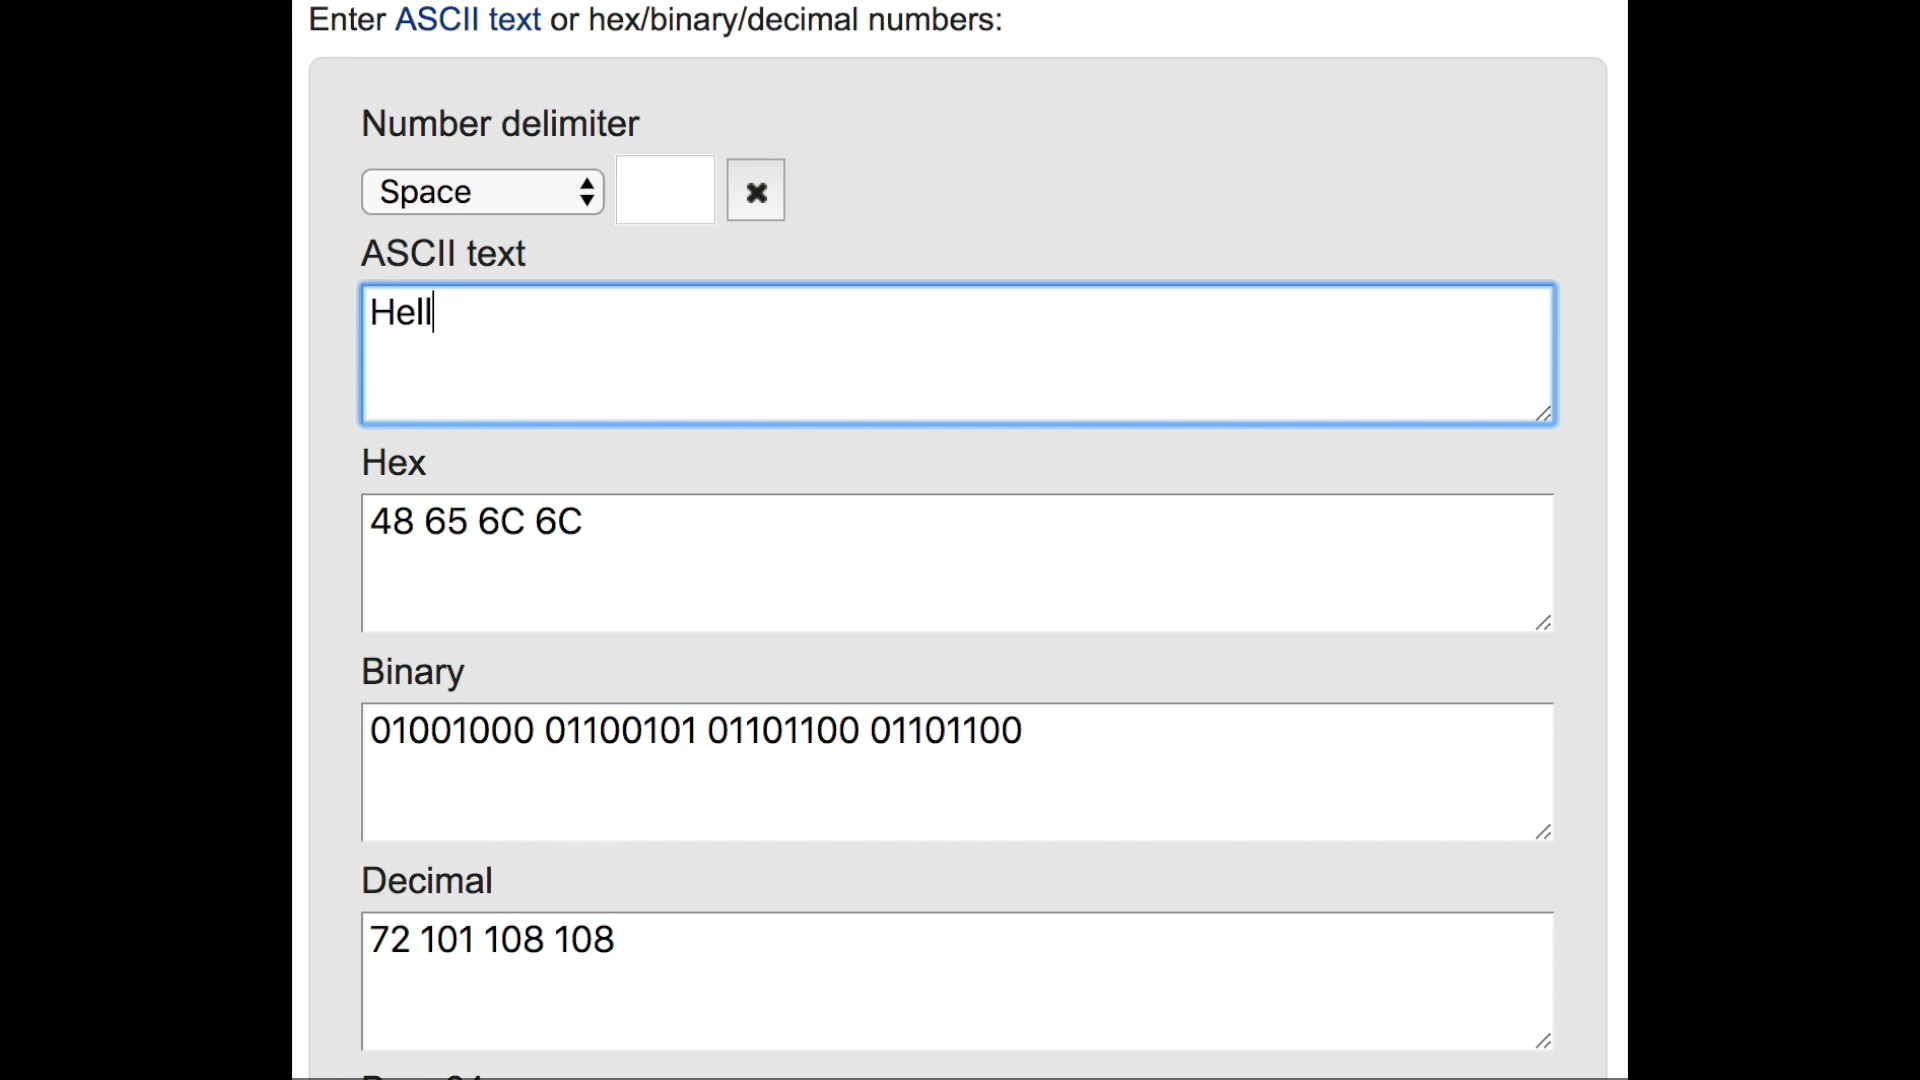 Enter ASCII text or hex/binary/decimal numbers:
Number delimiter
Space
ASCII text
Hell
Hex
48 65 6C 6C
Binary
01001000 01100101 01101100 01101100
Decimal
72 101 108 108